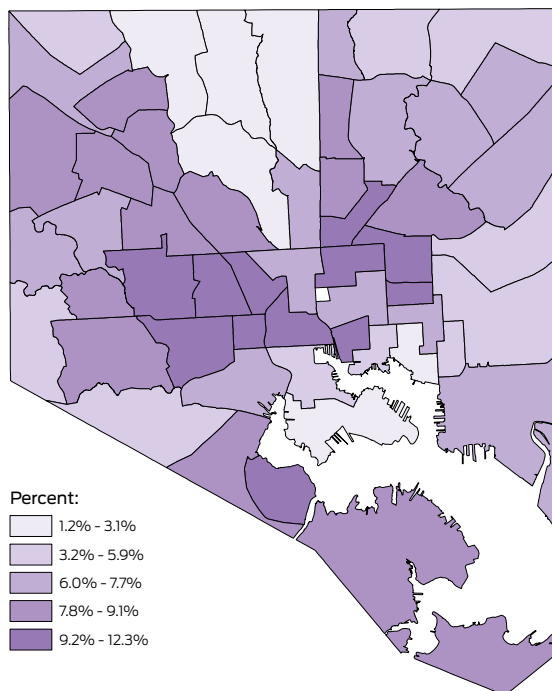 Percent:
1.2% - 3.1%
3.2% - 5.9%
6.0% - 7.7%
7.8% - 9.1%
9.2% - 12.3%